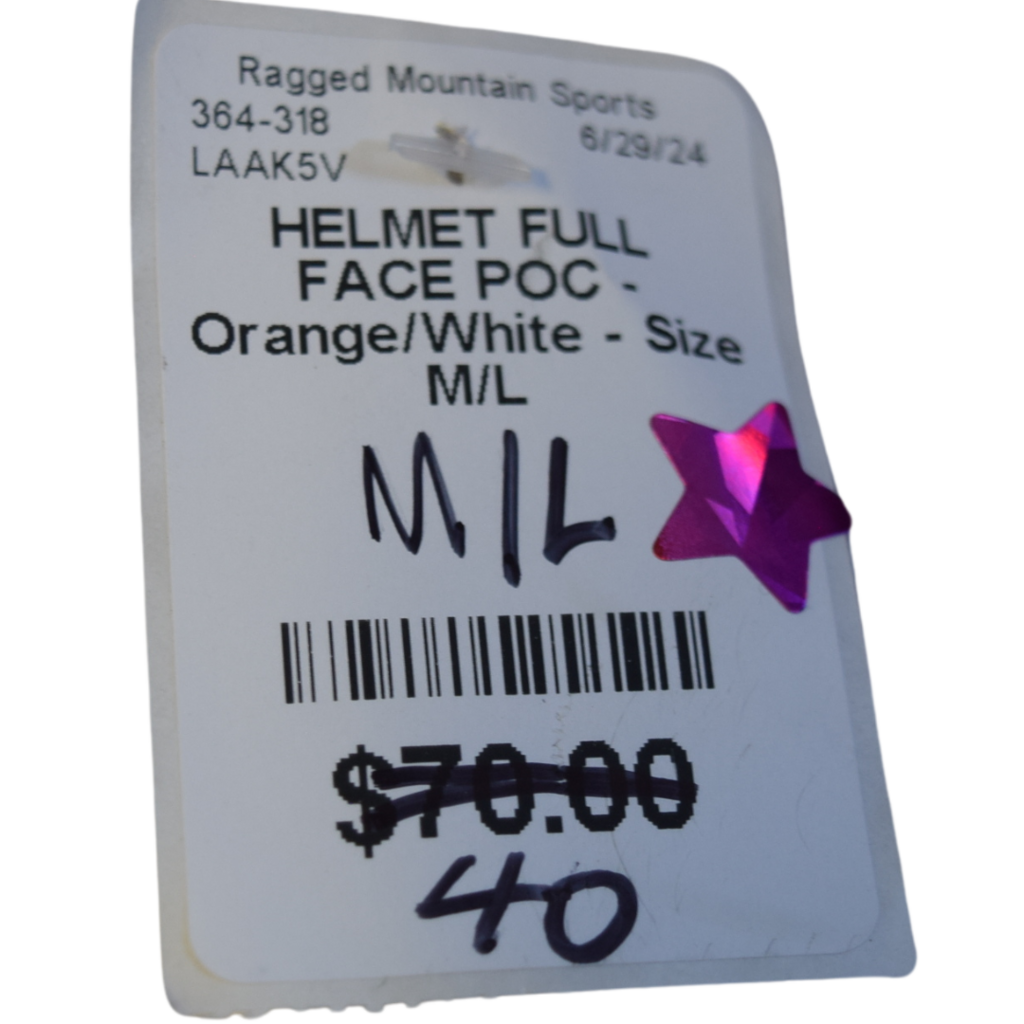 Ragged Mountain Sports
364-318 6/29/24
LAAK5V
HELMET FULL
FACE POC -
Orange/White - Size
M/L
M/L
$70.00
40